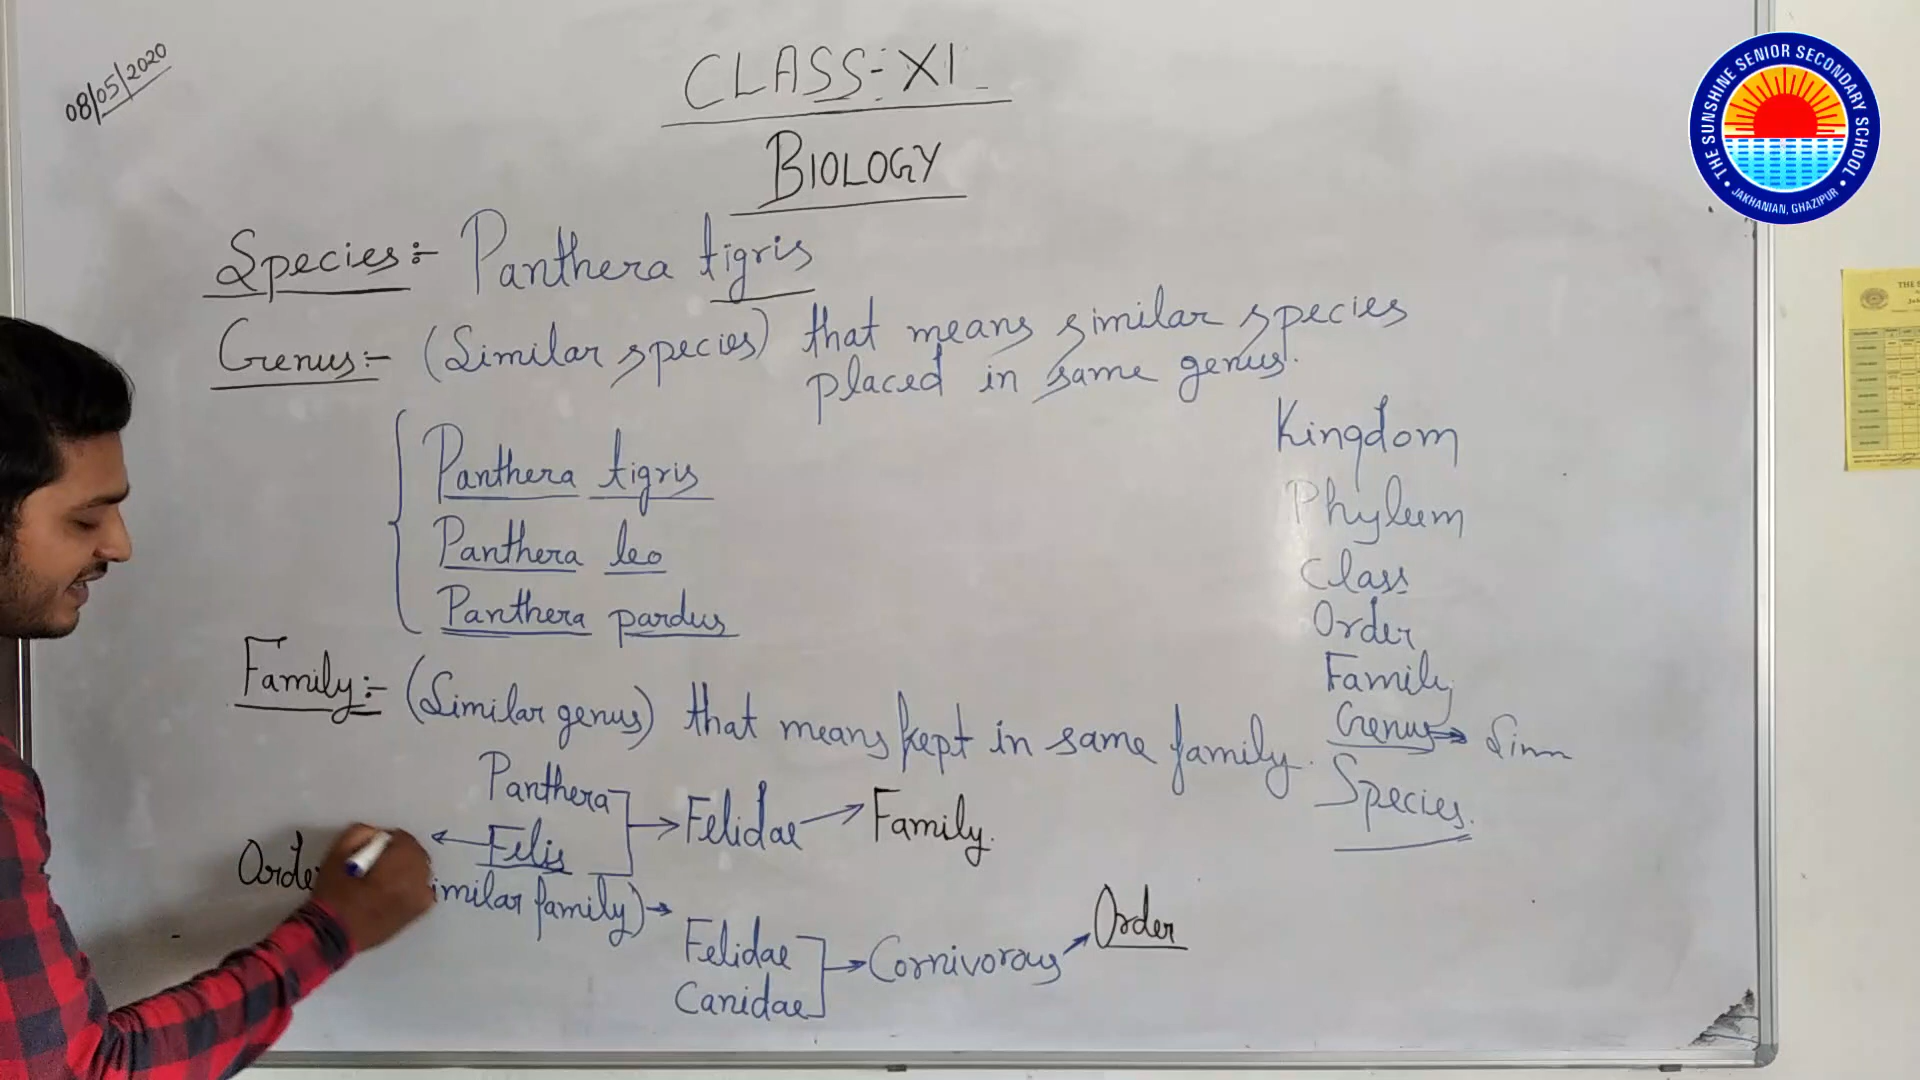 08/05/2020
CLASS:- XI
BIOLOGY
THE SUNSHINE SENIOR SECONDARY SCHOOL
JAKHANIAN, GHAZIPUR
Species:- Panthera tigris
Genus:- (Similar species) that means similar species
placed in same genus.
Panthera tigris
Panthera leo
Panthera pardus
Kingdom
Phylum
Class
Order
Family
Genus
Species.
Family:- (Similar genus) that means kept in same family.
Panthera
Felis
Felidae
Family.
Orde
imilar family)
Felidae
Canidae
Cornivorous
Order